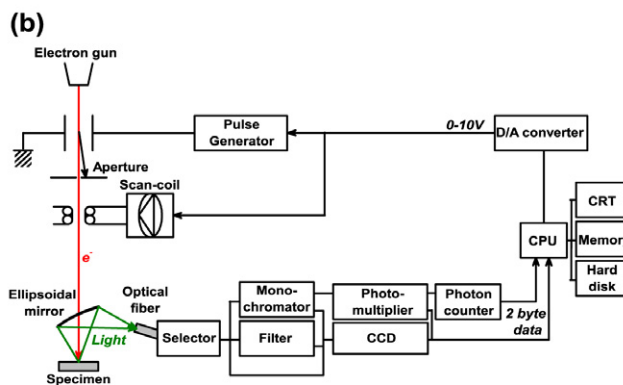 (b)
Electron gun
Pulse
Generator
0-10V
D/A converter
Aperture
Scan-coil
CRT
CPU
Memor
Hard
disk
e-
Ellipsoidal
mirror
Optical
fiber
Light
Specimen
Selector
Mono-
chromator
Filter
Photo-
multiplier
CCD
Photon
counter
2 byte
data